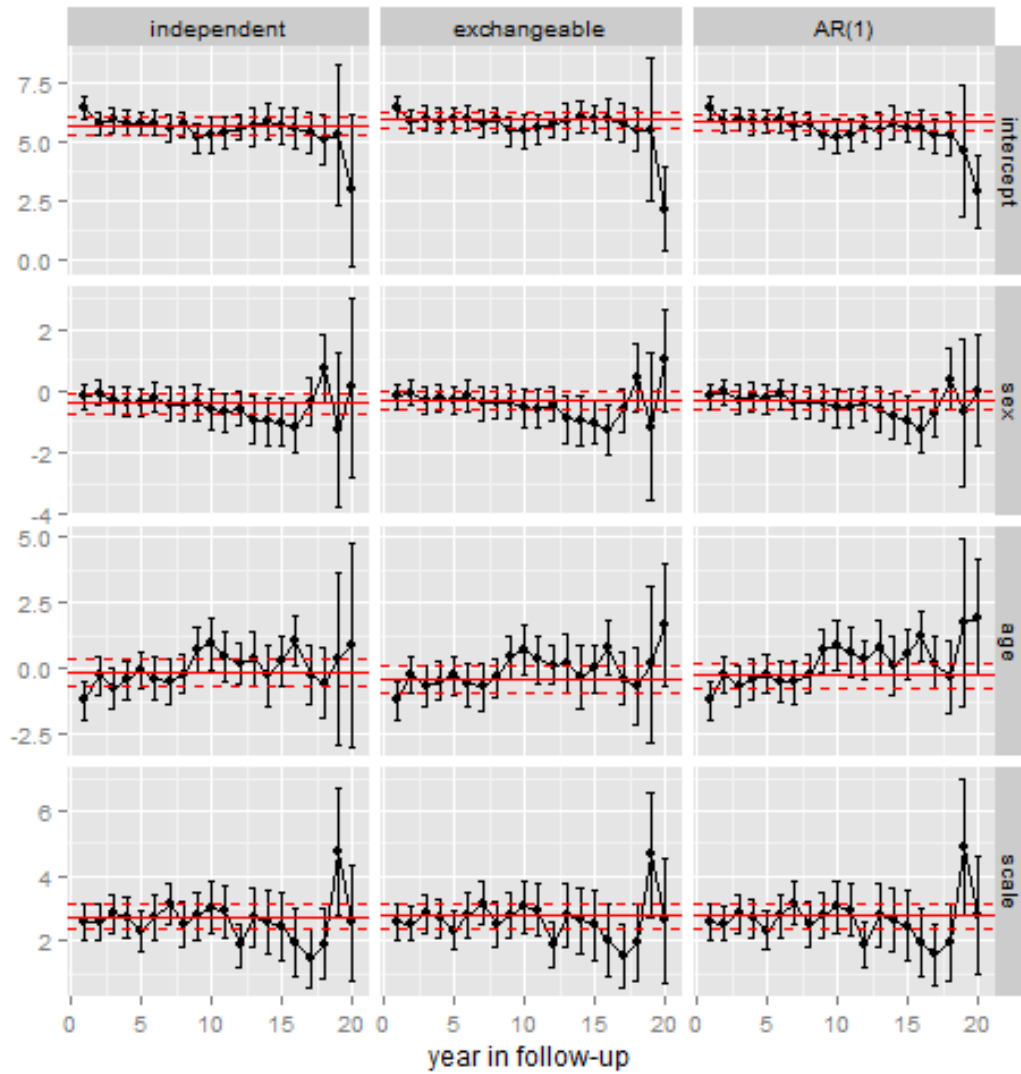 independent exchangeable AR(1)
7.5
5.0
2.5
0.0
intercept
2
0
-2
-4
sex
5.0
2.5
0.0
-2.5
age
6
4
2
scale
0 5 10 15 20 0 5 10 15 20 0 5 10 15 20
year in follow-up